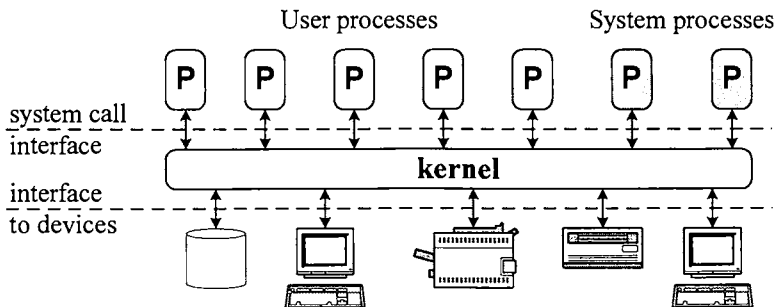 User processes System processes
P P P P P P P
system call
interface
kernel
interface
to devices